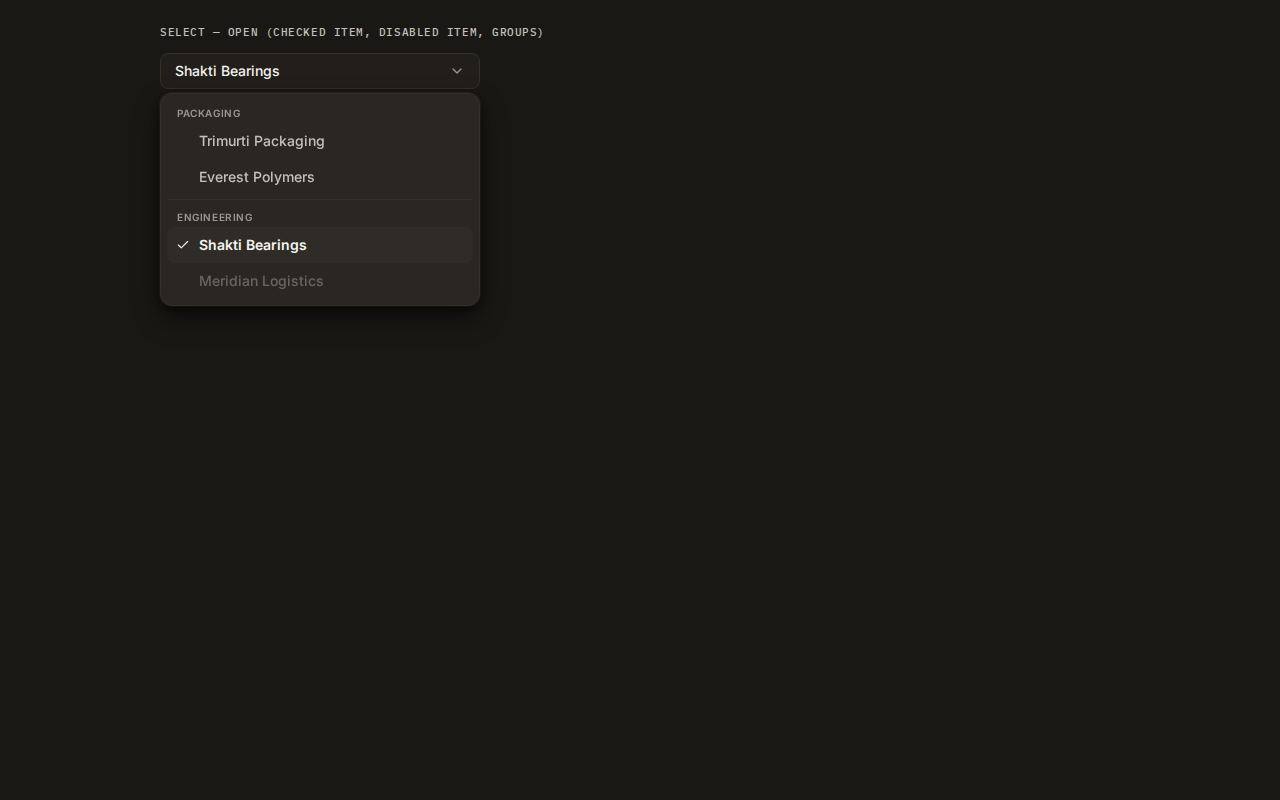 SELECT — OPEN (CHECKED ITEM, DISABLED ITEM, GROUPS)
Shakti Bearings
PACKAGING
Trimurti Packaging
Everest Polymers
ENGINEERING
Shakti Bearings
Meridian Logistics